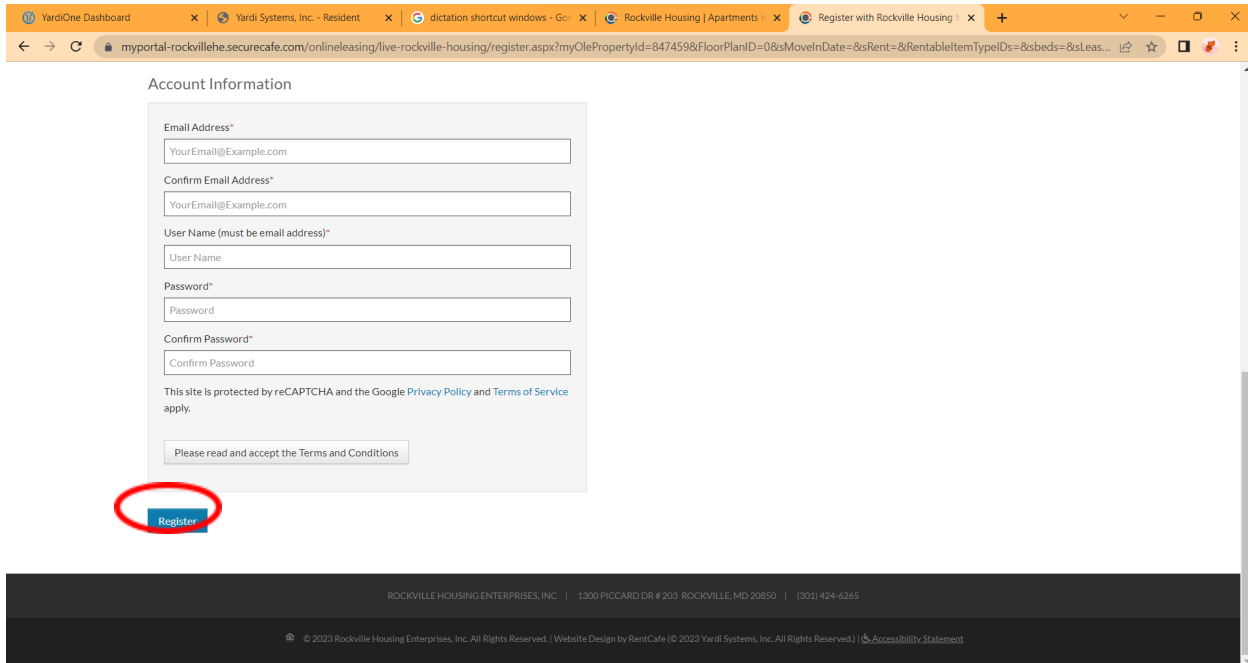 YardiOne Dashboard
Yardi Systems, Inc. - Resident
dictation shortcut windows - Goo
Rockville Housing | Apartments i
Register with Rockville Housing t
myportal-rockvillehe.securecafe.com/onlineleasing/live-rockville-housing/register.aspx?myOlePropertyId=847459&FloorPlanID=0&sMoveInDate=&sRent=&RentableItemTypeIDs=&sbeds=&sLeas...
Account Information
Email Address*
YourEmail@Example.com
Confirm Email Address*
YourEmail@Example.com
User Name (must be email address)*
User Name
Password*
Password
Confirm Password*
Confirm Password
This site is protected by reCAPTCHA and the Google Privacy Policy and Terms of Service
apply.
Please read and accept the Terms and Conditions
Register
ROCKVILLE HOUSING ENTERPRISES, INC | 1300 PICCARD DR # 203 ROCKVILLE, MD 20850 | (301) 424-6265
© 2023 Rockville Housing Enterprises, Inc. All Rights Reserved. | Website Design by RentCafe (© 2023 Yardi Systems, Inc. All Rights Reserved.) | Accessibility Statement